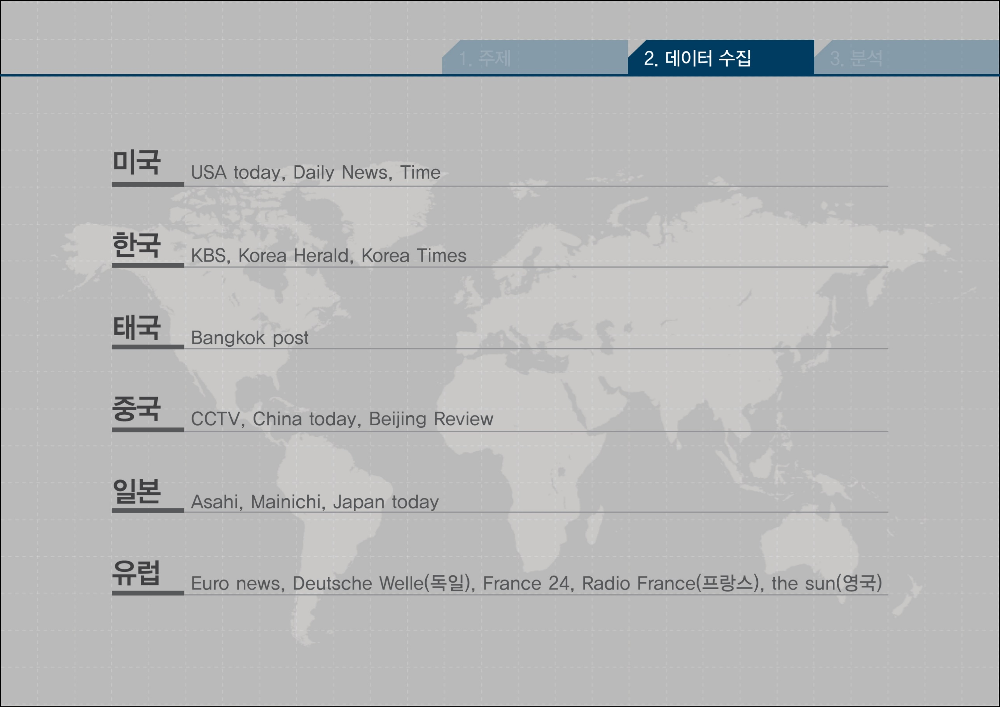 1. 주제
2. 데이터 수집
3. 분석
미국
USA today, Daily News, Time
한국
KBS, Korea Herald, Korea Times
태국
Bangkok post
중국
CCTV, China today, Beijing Review
일본
Asahi, Mainichi, Japan today
유럽
Euro news, Deutsche Welle(독일), France 24, Radio France(프랑스), the sun(영국)